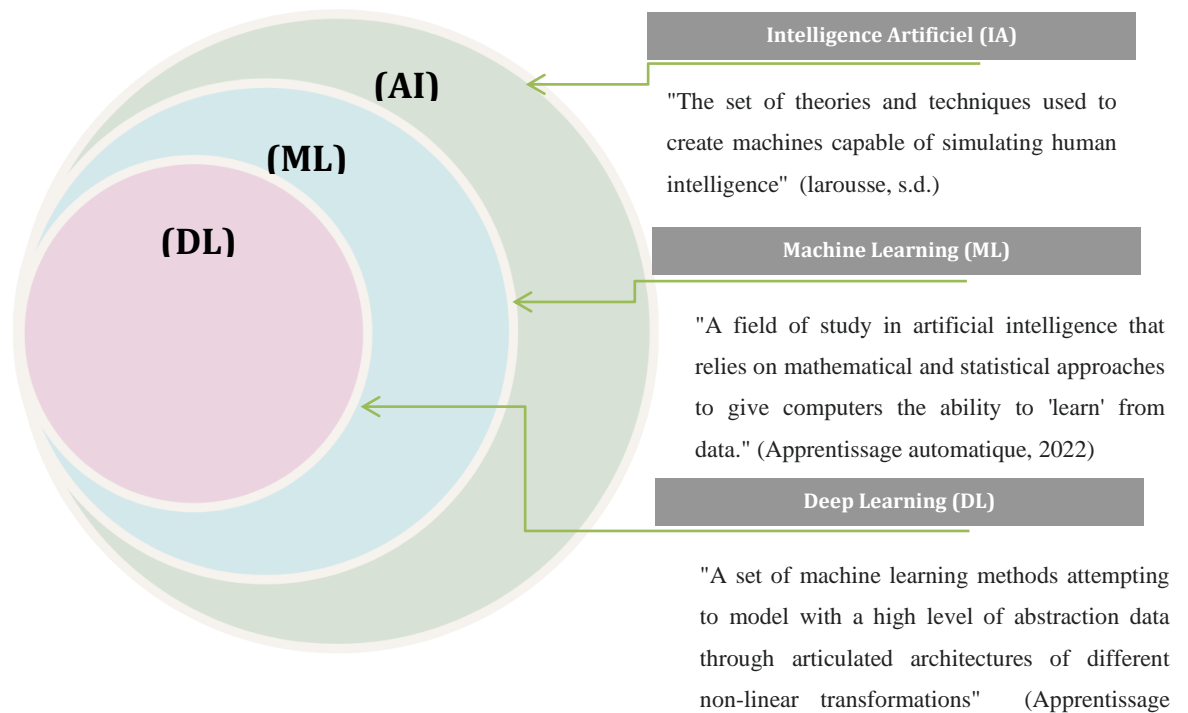 (AI)
(ML)
(DL)
Intelligence Artificiel (IA)
"The set of theories and techniques used to
create machines capable of simulating human
intelligence" (larousse, s.d.)
Machine Learning (ML)
"A field of study in artificial intelligence that
relies on mathematical and statistical approaches
to give computers the ability to 'learn' from
data." (Apprentissage automatique, 2022)
Deep Learning (DL)
"A set of machine learning methods attempting
to model with a high level of abstraction data
through articulated architectures of different
non-linear transformations" (Apprentissage